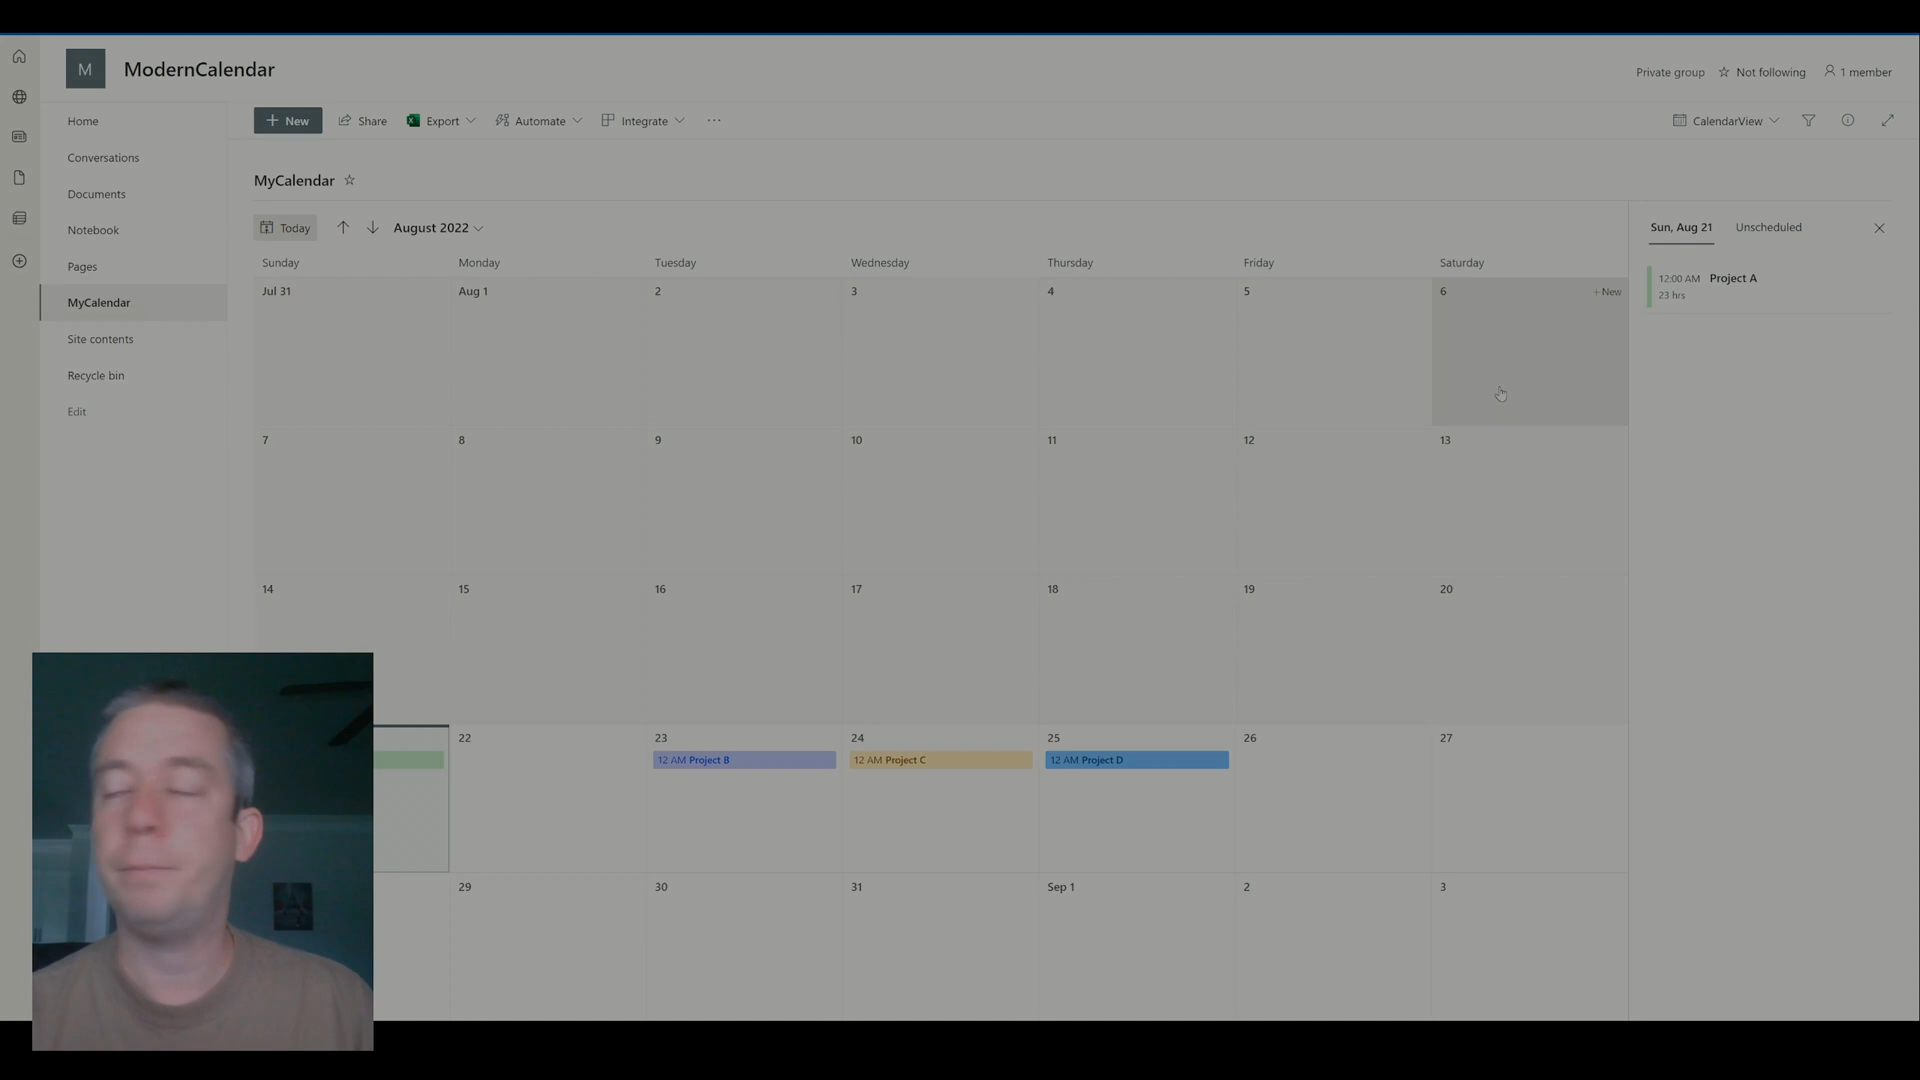 M ModernCalendar
Private group Not following 1 member
Home
Conversations
Documents
Notebook
Pages
MyCalendar
Site contents
Recycle bin
Edit
+ New Share Export Automate Integrate ...
CalendarView
MyCalendar
Today August 2022
Sunday Monday Tuesday Wednesday Thursday Friday Saturday
Jul 31 Aug 1 2 3 4 5 6 + New
7 8 9 10 11 12 13
14 15 16 17 18 19 20
22 23 24 25 26 27
12 AM Project B 12 AM Project C 12 AM Project D
29 30 31 Sep 1 2 3
Sun, Aug 21 Unscheduled
12:00 AM Project A
23 hrs